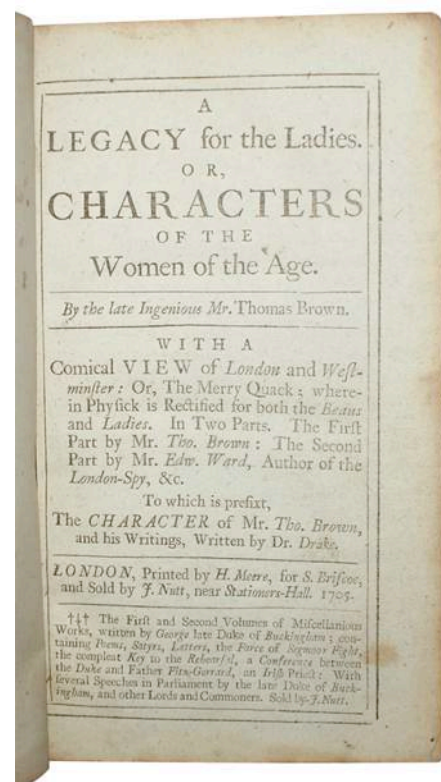 A
LEGACY for the Ladies.
OR,
CHARACTERS
OF THE
Women of the Age.
By the late Ingenious Mr. Thomas Brown.
WITH A
Comical VIEW of London and Weſt-
minſter: Or, The Merry Quack; where-
in Phyſick is Rectified for both the Beaus
and Ladies. In Two Parts. The Firſt
Part by Mr. Tho. Brown: The Second
Part by Mr. Edw. Ward, Author of the
London-Spy, &c.
To which is prefixt,
The CHARACTER of Mr. Tho. Brown,
and his Writings, Written by Dr. Drake.
LONDON, Printed by H. Meere, for S. Briſcoe,
and Sold by J. Nutt, near Stationers-Hall. 1705.
†‡† The Firſt and Second Volumes of Miſcellanious
Works, written by George late Duke of Buckingham; con-
taining Poems, Satyrs, Letters, the Farce of Segmoor Fight,
the compleat Key to the Rehearſal, a Conference between
the Duke and Father Fitz-Gerrard, an Iriſh Prieſt: With
ſeveral Speeches in Parliament by the late Duke of Buck-
ingham, and other Lords and Commoners. Sold by J. Nutt.